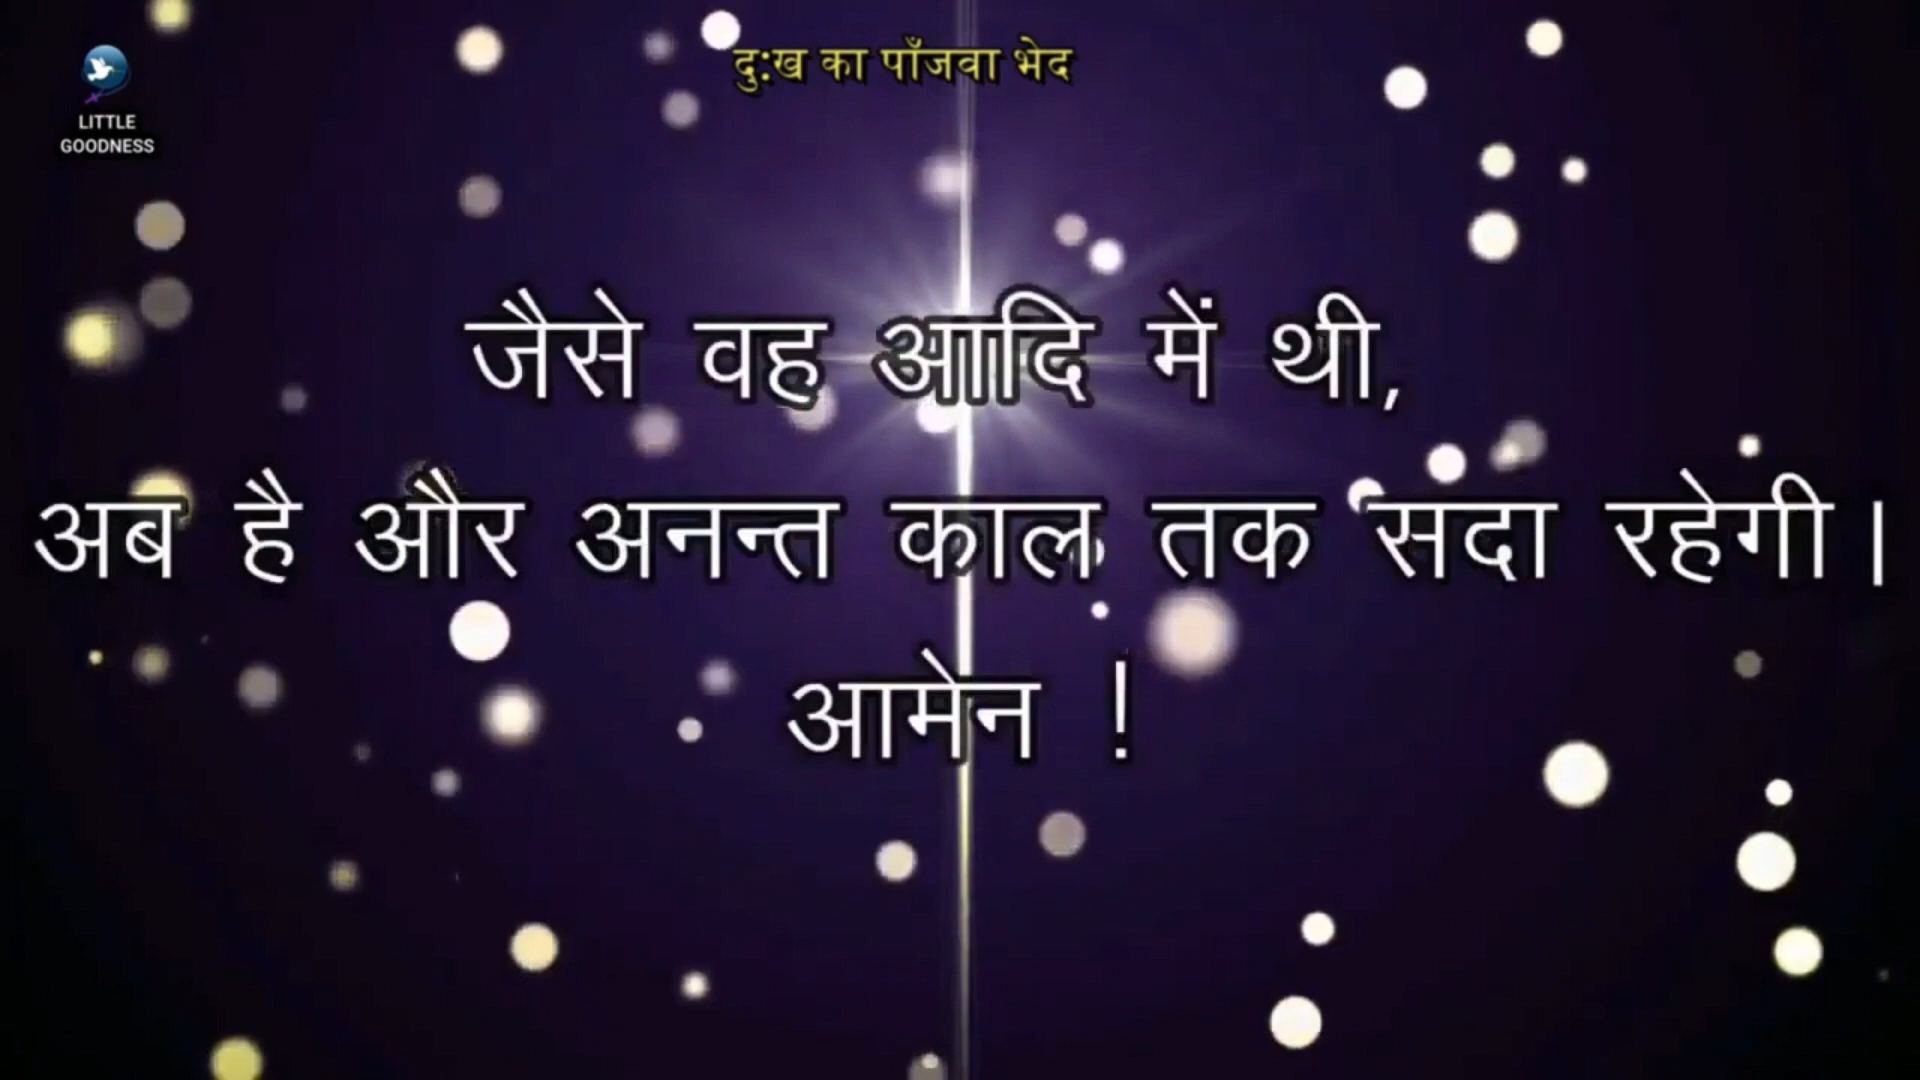 दु:ख का पाँजवा भेद
LITTLE
GOODNESS
जैसे वह आदि में थी,
अब है और अनन्त काल तक सदा रहेगी।
आमेन !